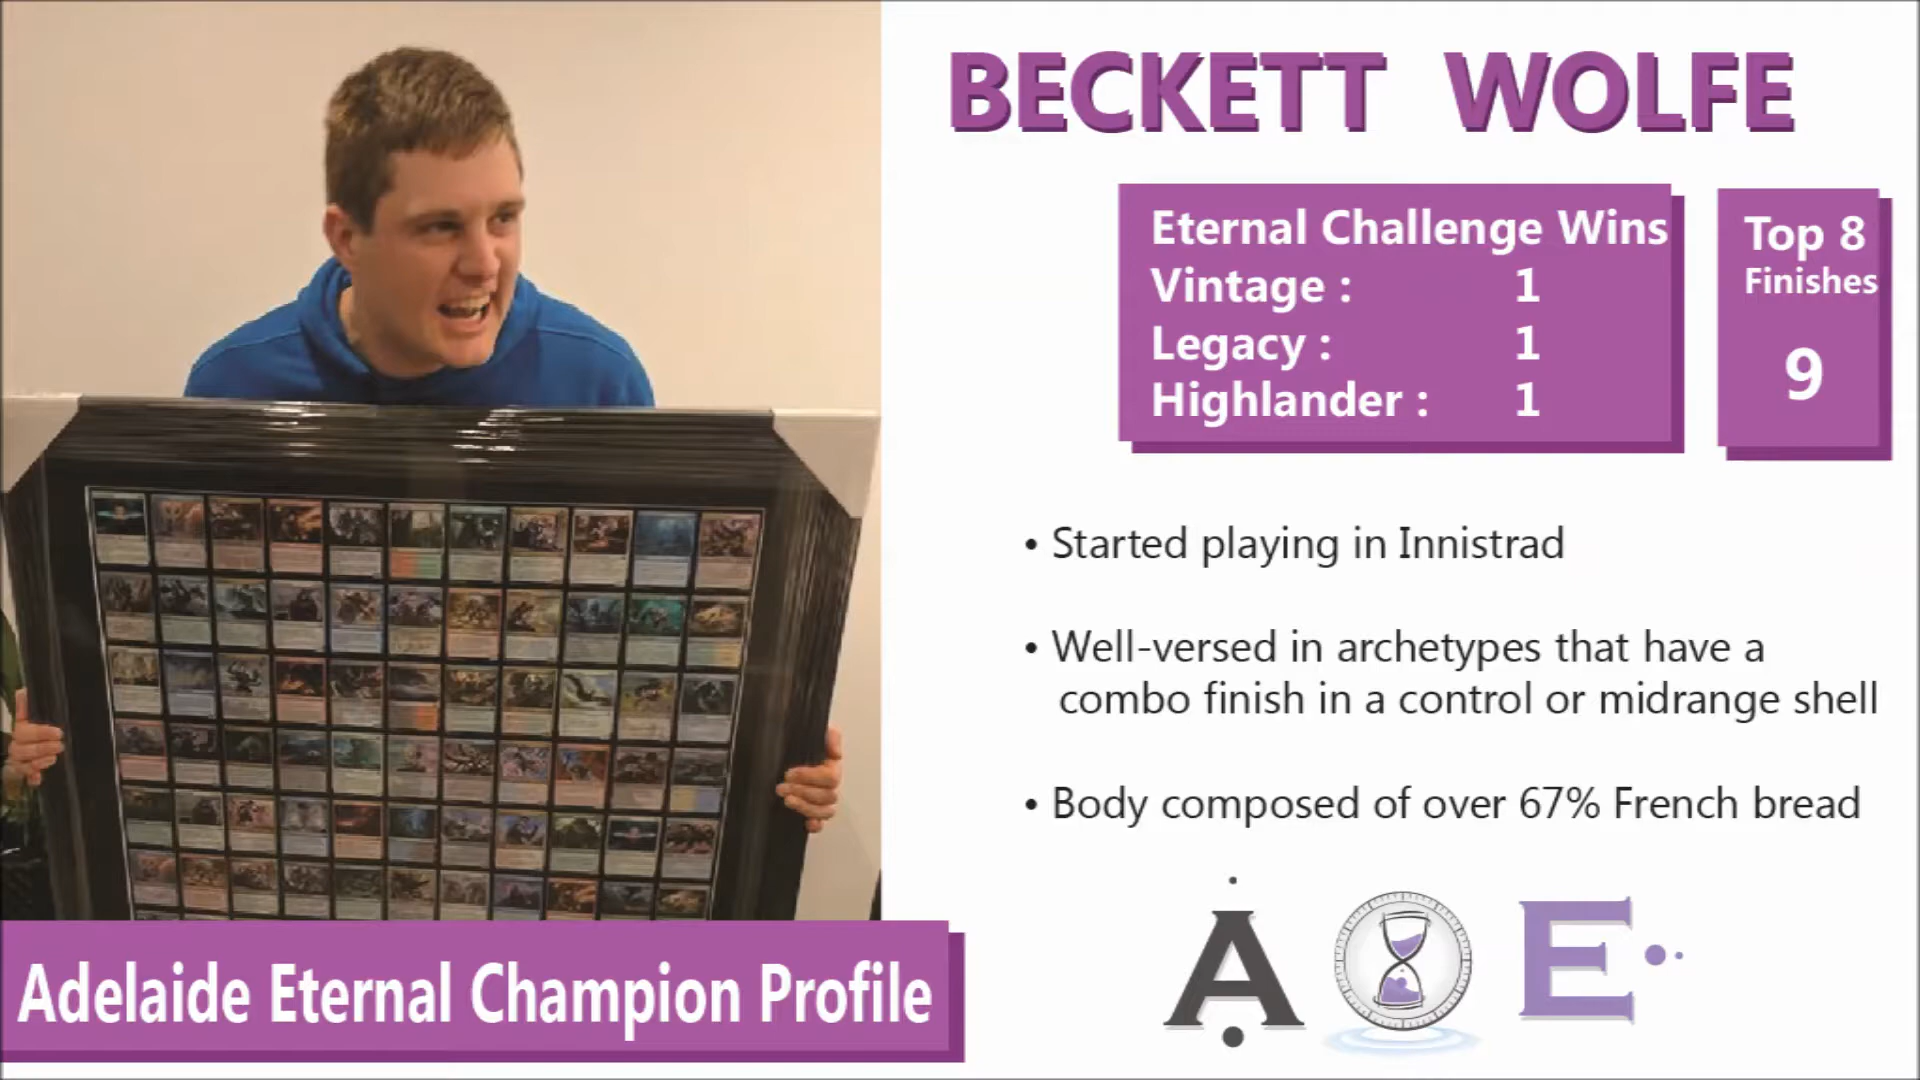 BECKETT WOLFE
Eternal Challenge Wins
Vintage : 1
Legacy : 1
Highlander : 1
Top 8
Finishes
9
• Started playing in Innistrad
• Well-versed in archetypes that have a
combo finish in a control or midrange shell
• Body composed of over 67% French bread
A E
Adelaide Eternal Champion Profile